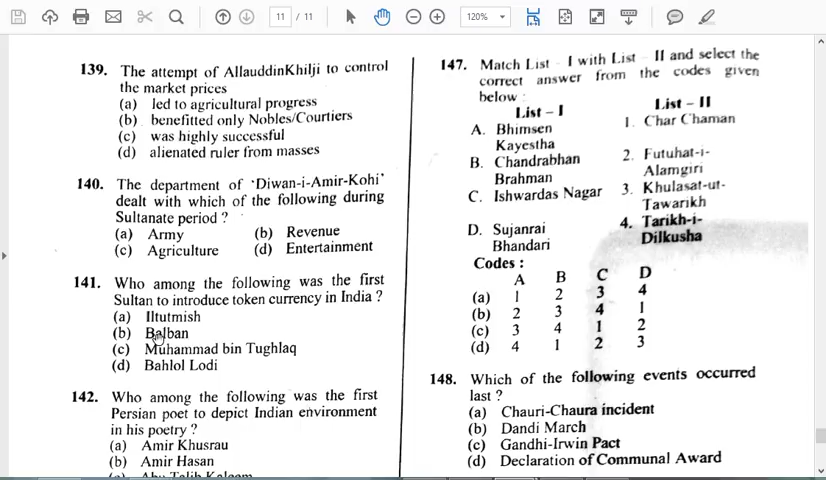 11 / 11
120%
139. The attempt of AllauddinKhilji to control
the market prices
(a) led to agricultural progress
(b) benefitted only Nobles/Courtiers
(c) was highly successful
(d) alienated ruler from masses
140. The department of 'Diwan-i-Amir-Kohi'
dealt with which of the following during
Sultanate period ?
(a) Army (b) Revenue
(c) Agriculture (d) Entertainment
141. Who among the following was the first
Sultan to introduce token currency in India ?
(a) Iltutmish
(b) Balban
(c) Muhammad bin Tughlaq
(d) Bahlol Lodi
142. Who among the following was the first
Persian poet to depict Indian environment
in his poetry ?
(a) Amir Khusrau
(b) Amir Hasan
(c) Abu Talib Kaleem
147. Match List - I with List - II and select the
correct answer from the codes given
below :
List – I List – II
A. Bhimsen 1. Char Chaman
Kayestha
B. Chandrabhan 2. Futuhat-i-
Brahman Alamgiri
C. Ishwardas Nagar 3. Khulasat-ut-
Tawarikh
D. Sujanrai 4. Tarikh-i-
Bhandari Dilkusha
Codes :
A B C D
(a) 1 2 3 4
(b) 2 3 4 1
(c) 3 4 1 2
(d) 4 1 2 3
148. Which of the following events occurred
last ?
(a) Chauri-Chaura incident
(b) Dandi March
(c) Gandhi-Irwin Pact
(d) Declaration of Communal Award